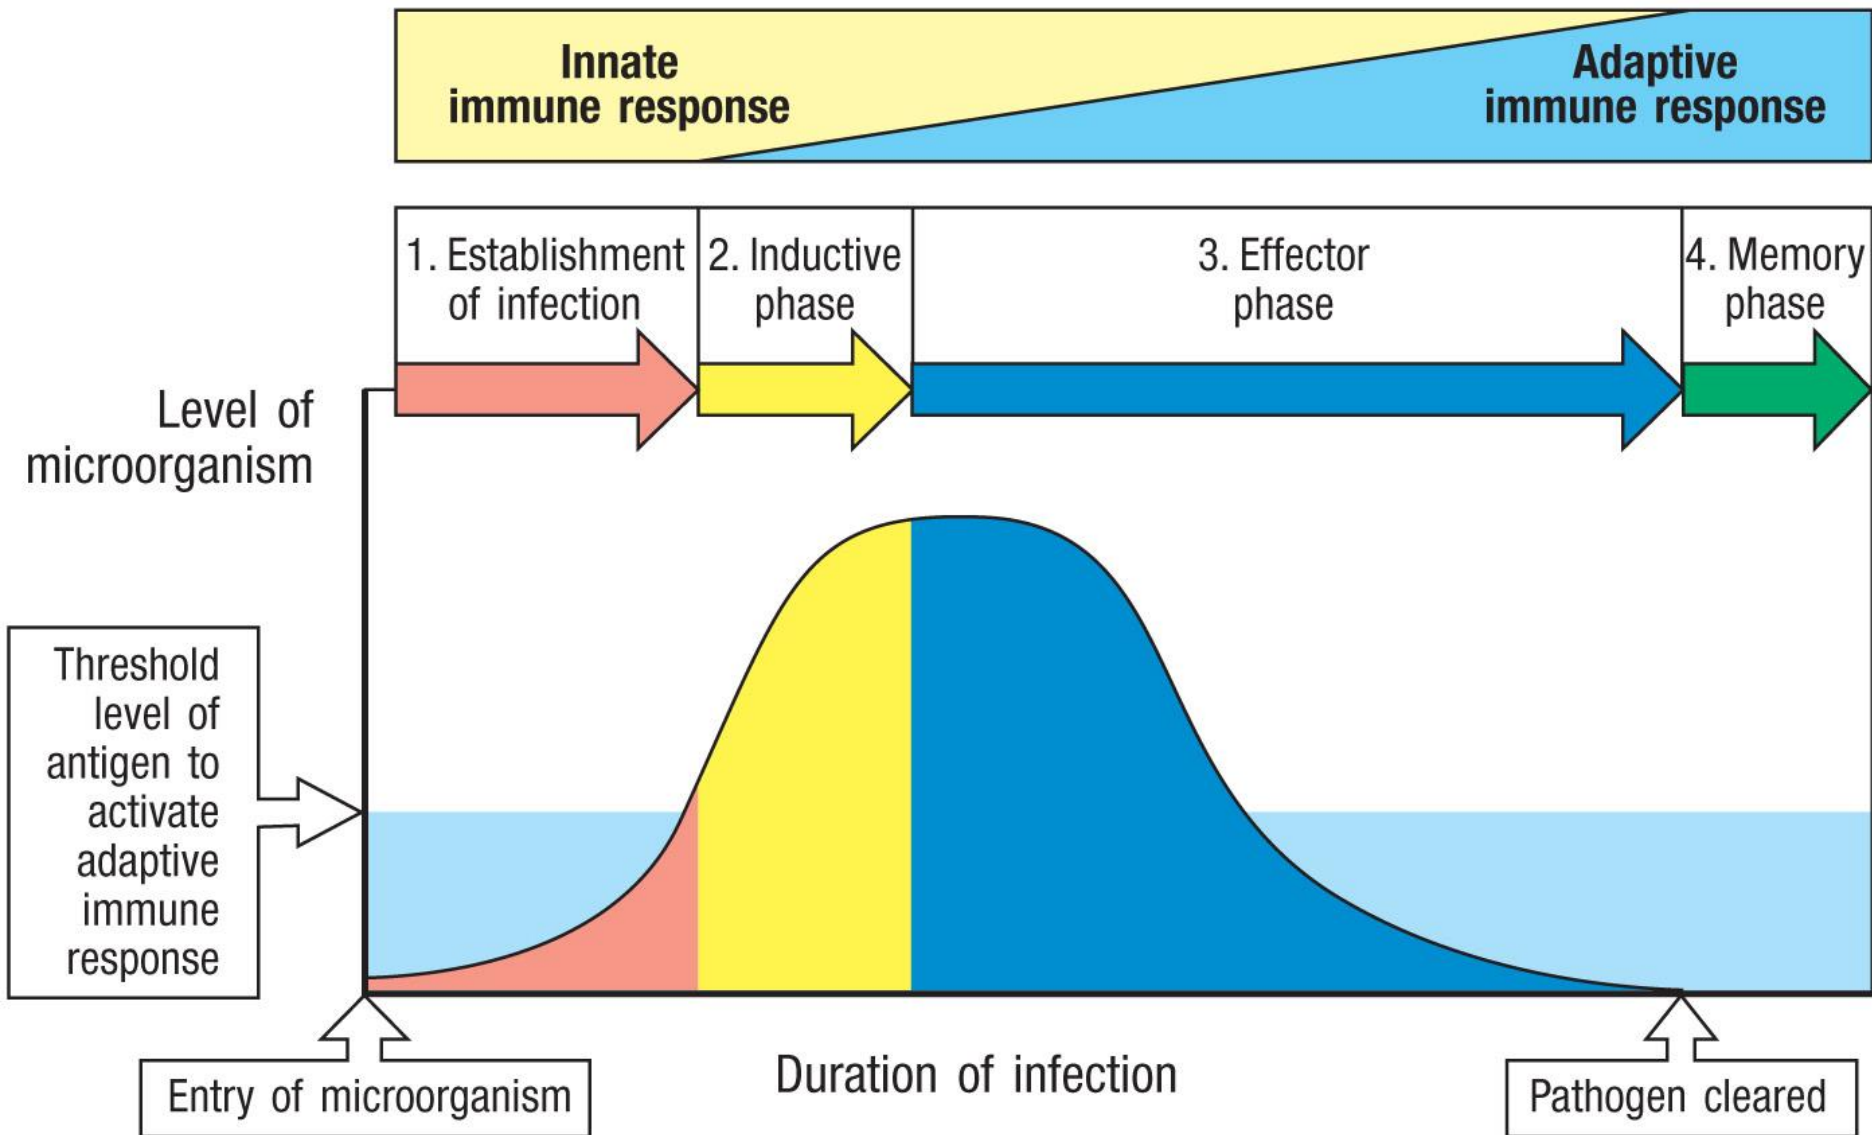 Innate
immune response
Adaptive
immune response
1. Establishment
of infection
2. Inductive
phase
3. Effector
phase
4. Memory
phase
Level of
microorganism
Threshold
level of
antigen to
activate
adaptive
immune
response
Entry of microorganism
Duration of infection
Pathogen cleared